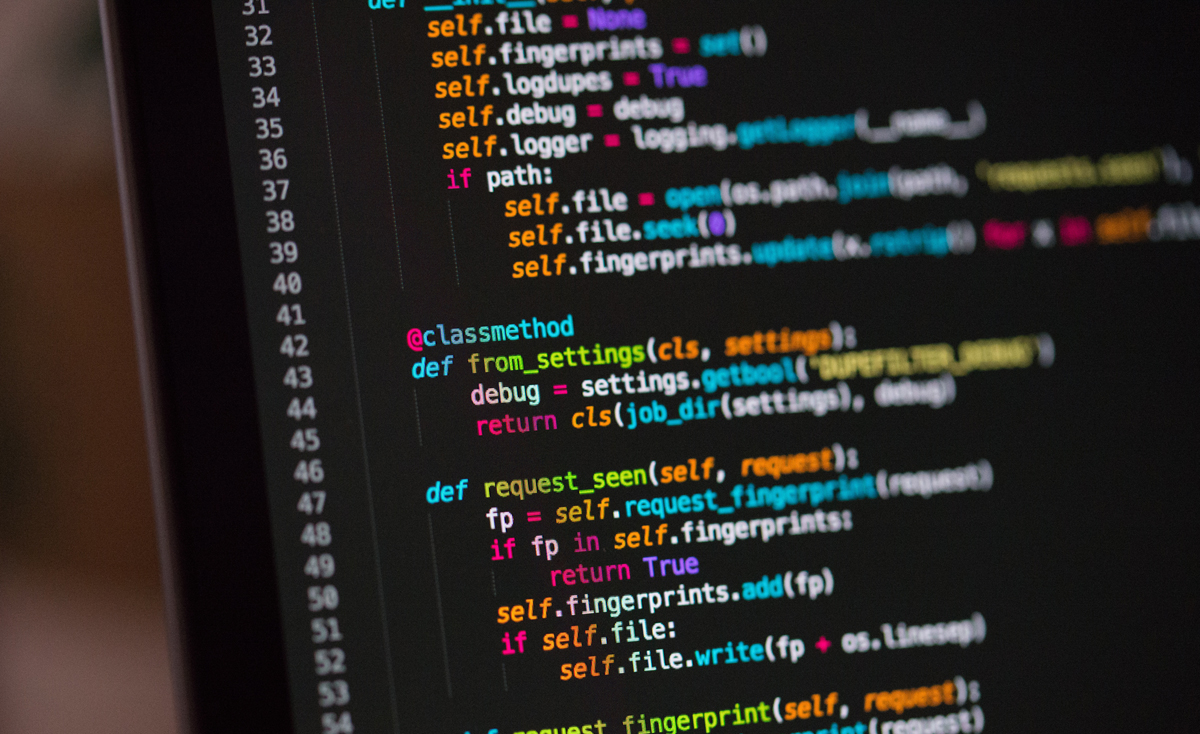 31 def __init__(self,
32 self.file = None
33 self.fingerprints = set()
34 self.logdupes = True
35 self.debug = debug
36 self.logger = logging.getLogger(__name__)
37 if path:
38 self.file = open(os.path.join(path, 'requests.seen'),
39 self.file.seek(0)
40 self.fingerprints.update(x.rstrip() for x in self.fil
41
42 @classmethod
43 def from_settings(cls, settings):
44 debug = settings.getbool('DUPEFILTER_DEBUG')
45 return cls(job_dir(settings), debug)
46
47 def request_seen(self, request):
48 fp = self.request_fingerprint(request)
49 if fp in self.fingerprints:
50 return True
51 self.fingerprints.add(fp)
52 if self.file:
53 self.file.write(fp + os.linesep)
54
def request_fingerprint(self, request):
(request)